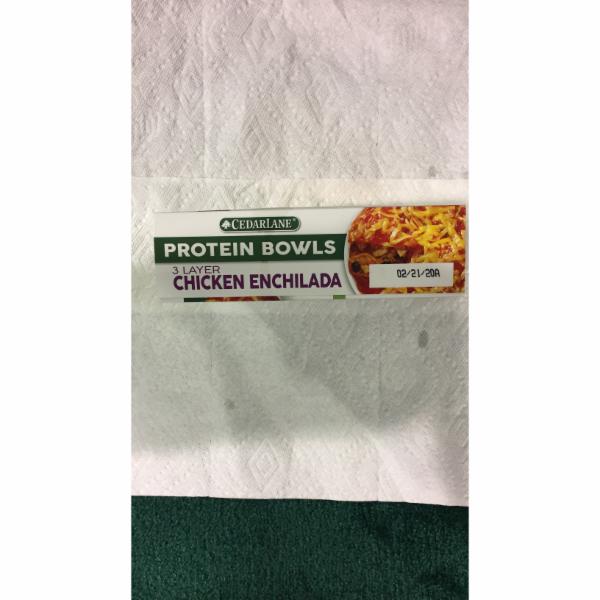 CEDARLANE®
PROTEIN BOWLS
3 LAYER
CHICKEN ENCHILADA
02/21/20A